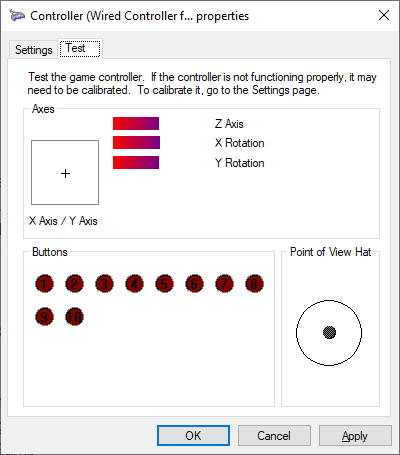 Controller (Wired Controller f... properties
Settings
Test
Test the game controller. If the controller is not functioning properly, it may
need to be calibrated. To calibrate it, go to the Settings page.
Axes
Z Axis
X Rotation
Y Rotation
X Axis / Y Axis
Buttons
Point of View Hat
1 2 3 4 5 6 7 8
9 10
OK
Cancel
Apply